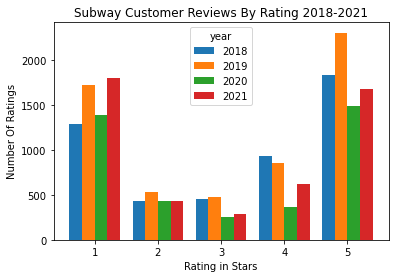 Subway Customer Reviews By Rating 2018-2021
year
2018
2019
2020
2021
Number Of Ratings
2000
1500
1000
500
0
1 2 3 4 5
Rating in Stars